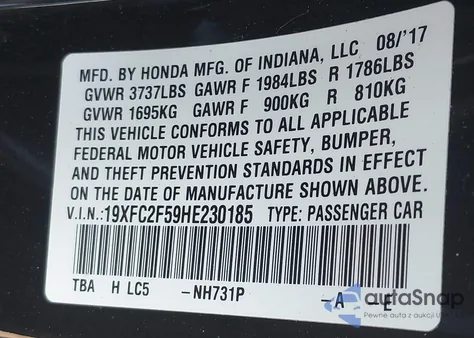 MFD. BY HONDA MFG. OF INDIANA, LLC 08/'17
GVWR 3737LBS GAWR F 1984LBS R 1786LBS
GVWR 1695KG GAWR F 900KG R 810KG
THIS VEHICLE CONFORMS TO ALL APPLICABLE
FEDERAL MOTOR VEHICLE SAFETY, BUMPER,
AND THEFT PREVENTION STANDARDS IN EFFECT
ON THE DATE OF MANUFACTURE SHOWN ABOVE.
V.I.N.:19XFC2F59HE230185 TYPE: PASSENGER CAR
TBA H LC5 -NH731P -A -E
autaSnap
Pewne auta z aukcji